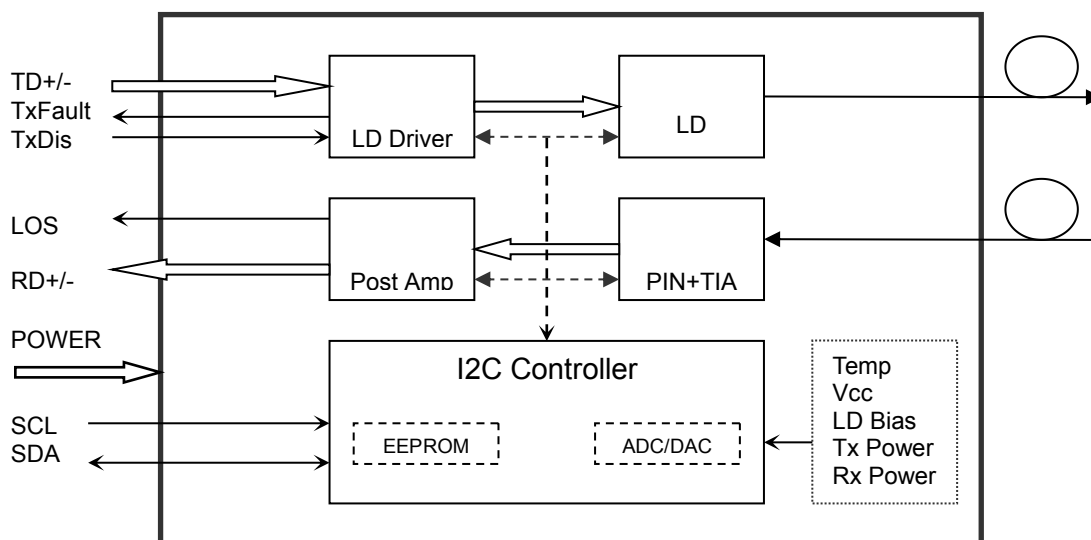 TD+/-
TxFault
TxDis
LD Driver
LD
LOS
RD+/-
Post Amp
PIN+TIA
POWER
I2C Controller
SCL
SDA
EEPROM
ADC/DAC
Temp
Vcc
LD Bias
Tx Power
Rx Power